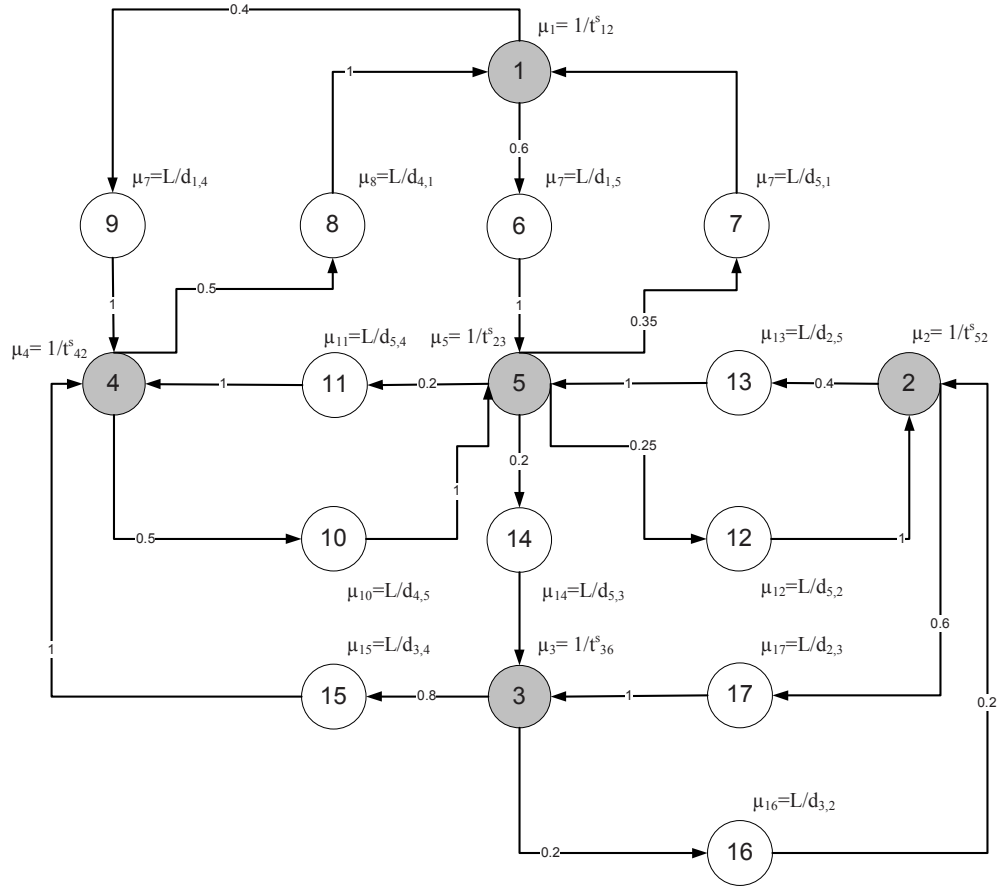 0.4
µ1= 1/t^s12
1
1
0.6
µ7=L/d1,4
µ8=L/d4,1
µ7=L/d1,5
µ7=L/d5,1
9
8
6
7
0.5
1
1
0.35
µ4= 1/t^s42
µ11=L/d5,4
µ5= 1/t^s23
µ13=L/d2,5
µ2= 1/t^s52
4
1
11
0.2
5
1
13
0.4
2
0.2
0.25
1
0.5
10
14
12
1
µ10=L/d4,5
µ14=L/d5,3
µ12=L/d5,2
0.6
µ15=L/d3,4
µ3= 1/t^s36
µ17=L/d2,3
1
15
0.8
3
1
17
0.2
µ16=L/d3,2
0.2
16